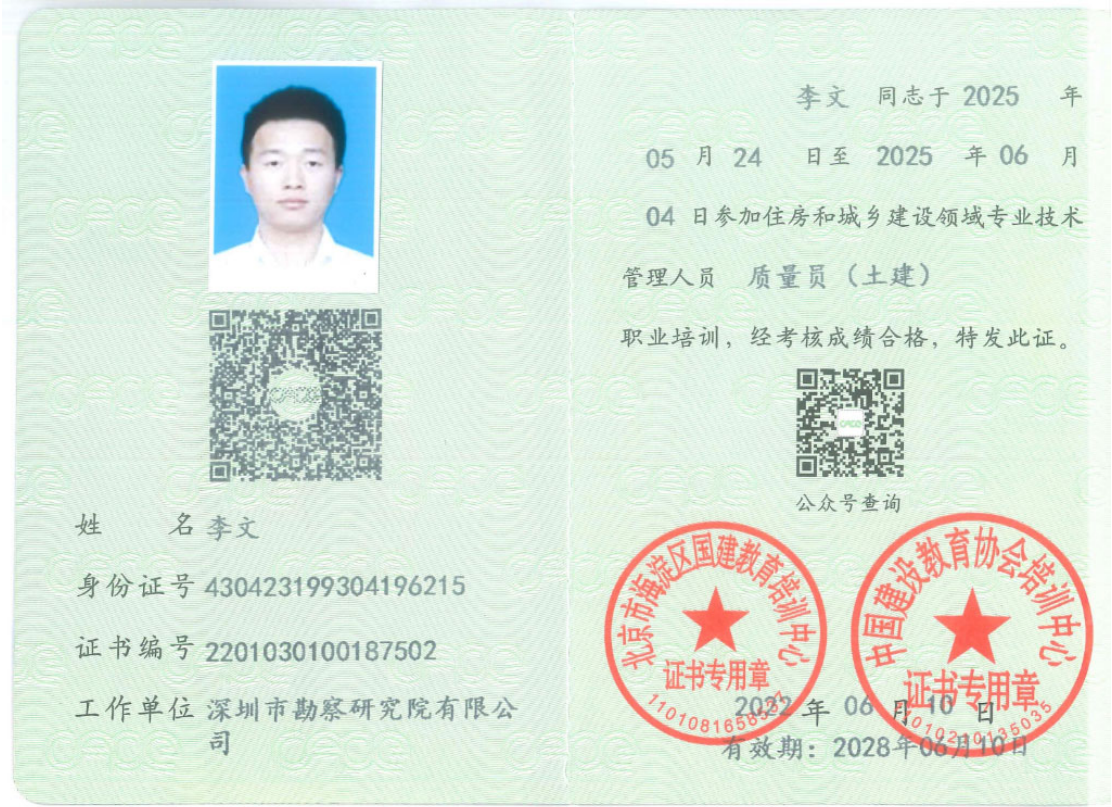 姓 名 李文
身份证号 430423199304196215
证书编号 2201030100187502
工作单位 深圳市勘察研究院有限公
司
李文 同志于 2025 年
05 月 24 日至 2025 年 06 月
04 日参加住房和城乡建设领域专业技术
管理人员 质量员（土建）
职业培训，经考核成绩合格，特发此证。
CECE
公众号查询
北京市海淀区国建教育培训中心
证书专用章
中国建设教育协会培训中心
证书专用章
2022 年 06 月 10 日
有效期：2028年06月10日